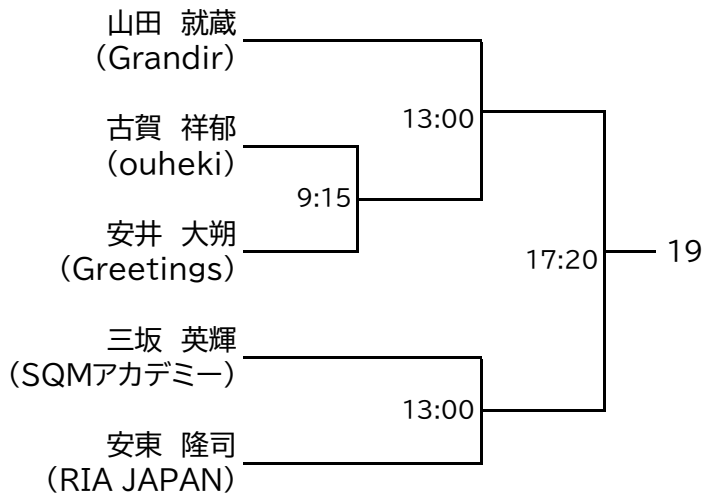 山田　就蔵
（Grandir）
13:00
古賀　祥郁
（ouheki）
9:15
安井　大朔
（Greetings）
17:20
19
三坂　英輝
（SQMアカデミー）
13:00
安東　隆司
（RIA JAPAN）